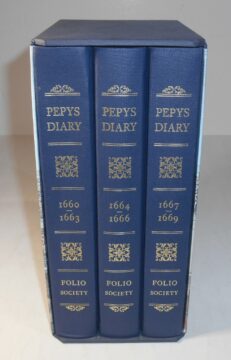 PEPYS
DIARY
1660
–
1663
FOLIO
SOCIETY
PEPYS
DIARY
1664
–
1666
FOLIO
SOCIETY
PEPYS
DIARY
1667
–
1669
FOLIO
SOCIETY